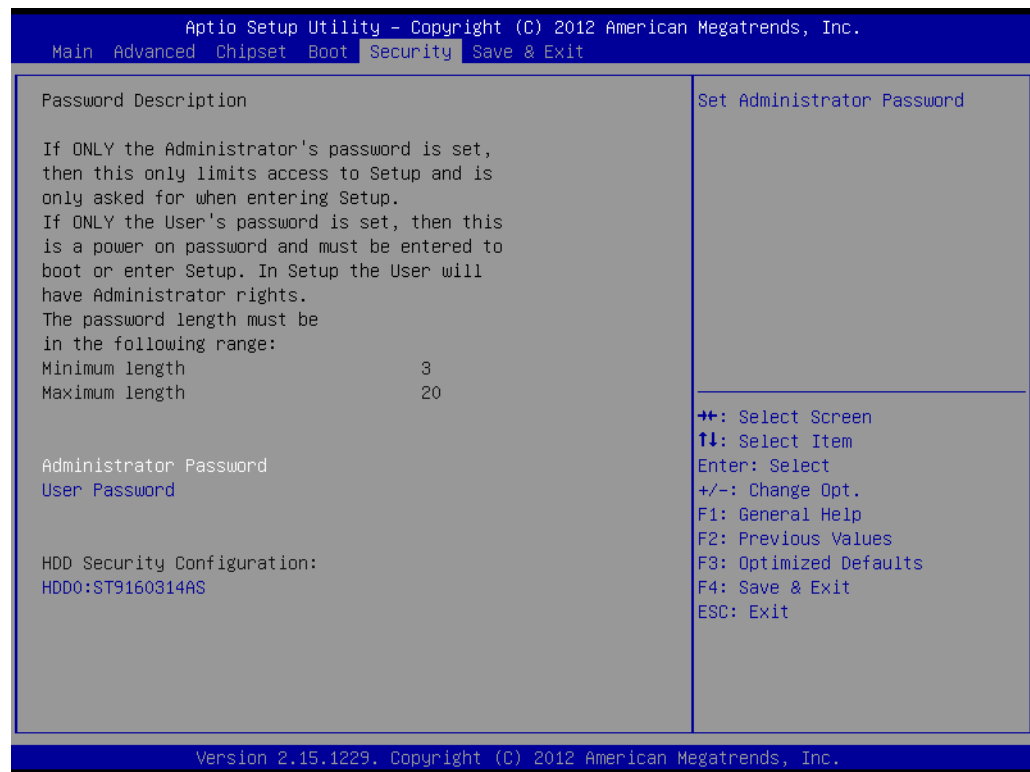 Aptio Setup Utility – Copyright (C) 2012 American Megatrends, Inc.
Main Advanced Chipset Boot Security Save & Exit
Password Description
If ONLY the Administrator's password is set,
then this only limits access to Setup and is
only asked for when entering Setup.
If ONLY the User's password is set, then this
is a power on password and must be entered to
boot or enter Setup. In Setup the User will
have Administrator rights.
The password length must be
in the following range:
Minimum length 3
Maximum length 20
Administrator Password
User Password
HDD Security Configuration:
HDD0:ST9160314AS
Set Administrator Password
→←: Select Screen
↑↓: Select Item
Enter: Select
+/-: Change Opt.
F1: General Help
F2: Previous Values
F3: Optimized Defaults
F4: Save & Exit
ESC: Exit
Version 2.15.1229. Copyright (C) 2012 American Megatrends, Inc.